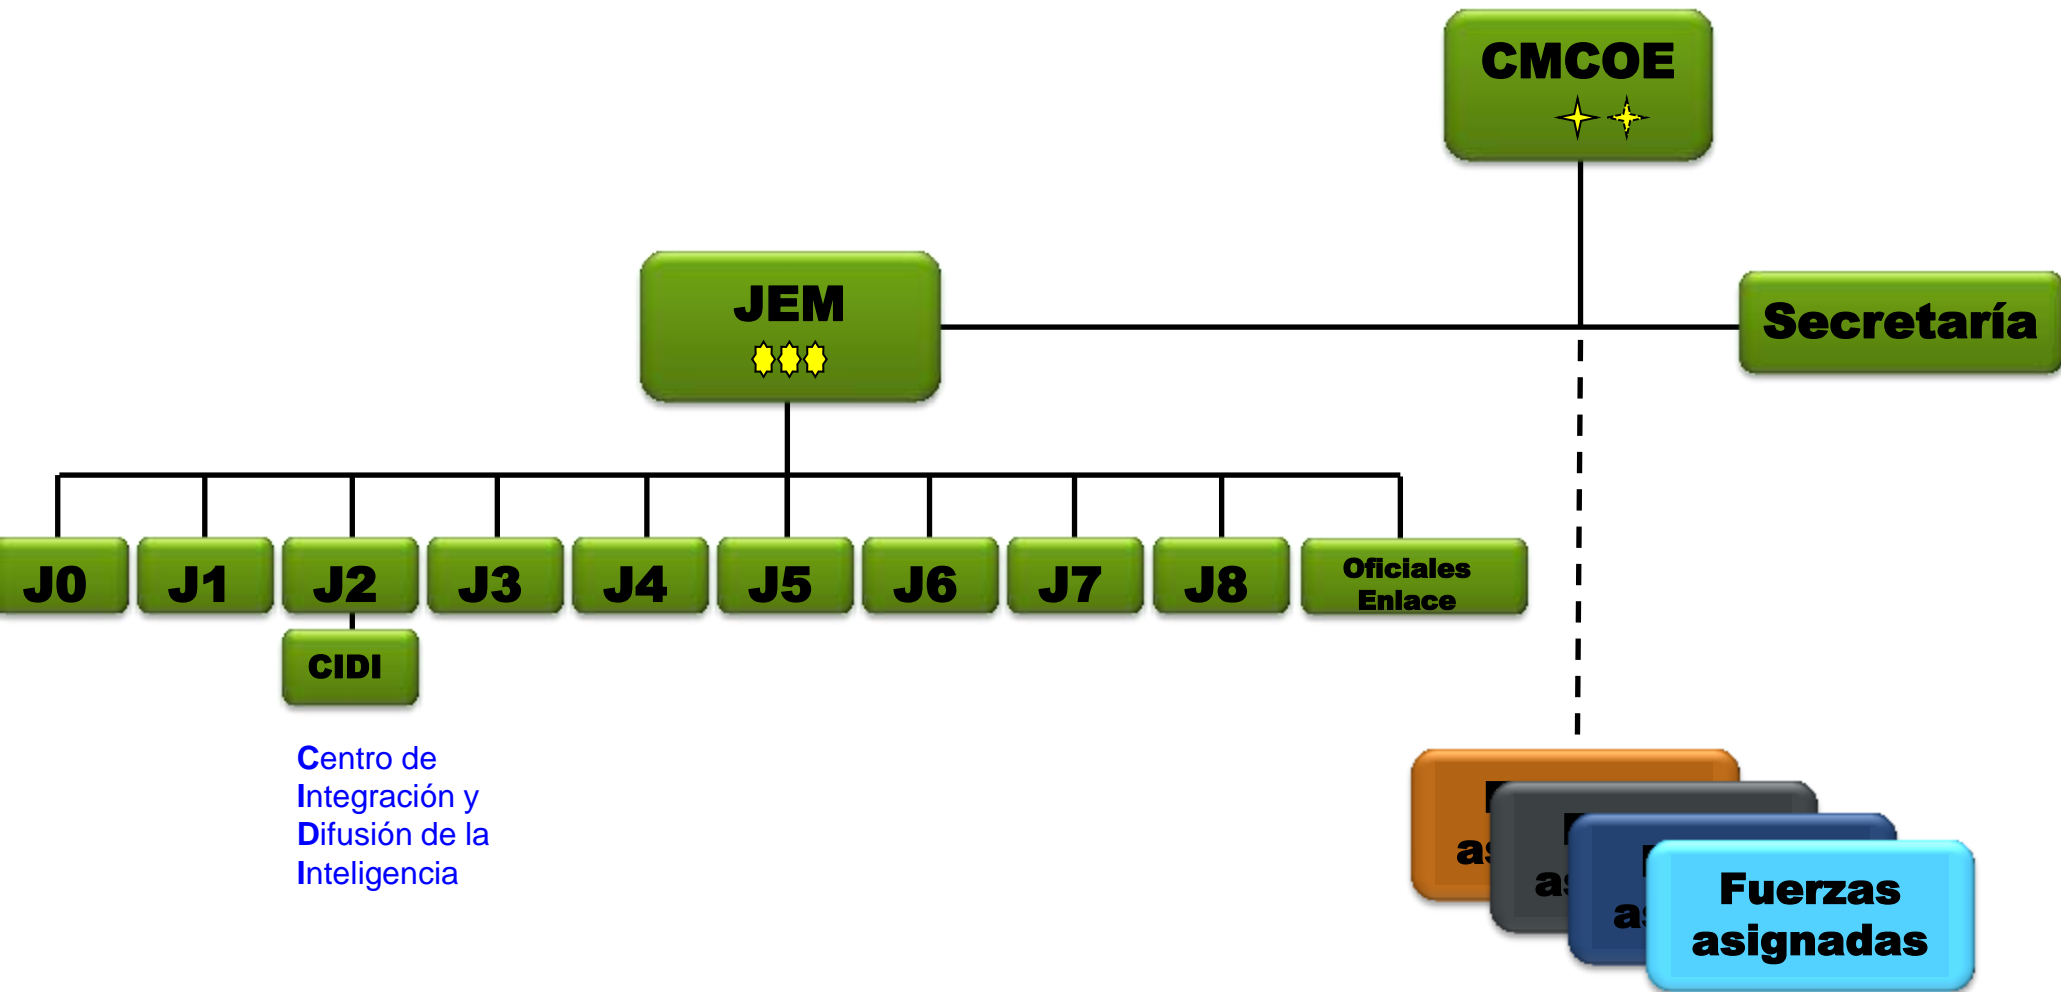 CMCOE
JEM
Secretaría
J0
J1
J2
J3
J4
J5
J6
J7
J8
Oficiales
Enlace
CIDI
Centro de
Integración y
Difusión de la
Inteligencia
Fuerzas
asignadas